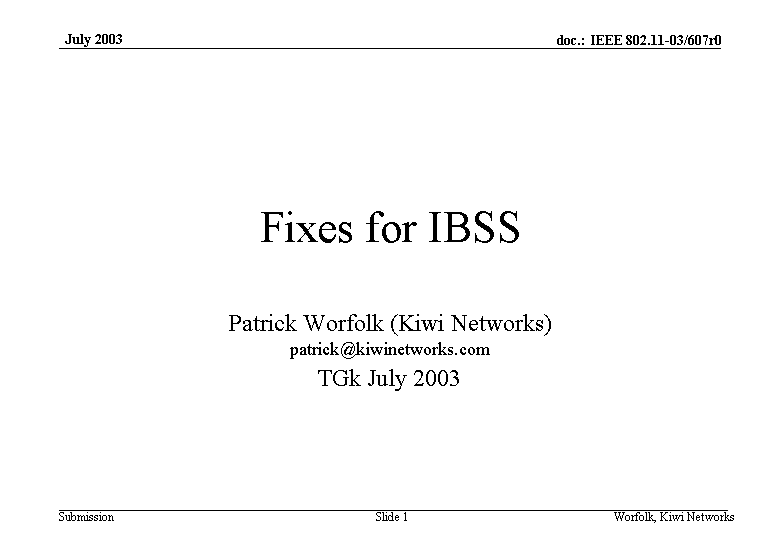 July 2003
doc.: IEEE 802.11-03/607r0
Fixes for IBSS
Patrick Worfolk (Kiwi Networks)
patrick@kiwinetworks.com
TGk July 2003
Submission
Slide 1
Worfolk, Kiwi Networks